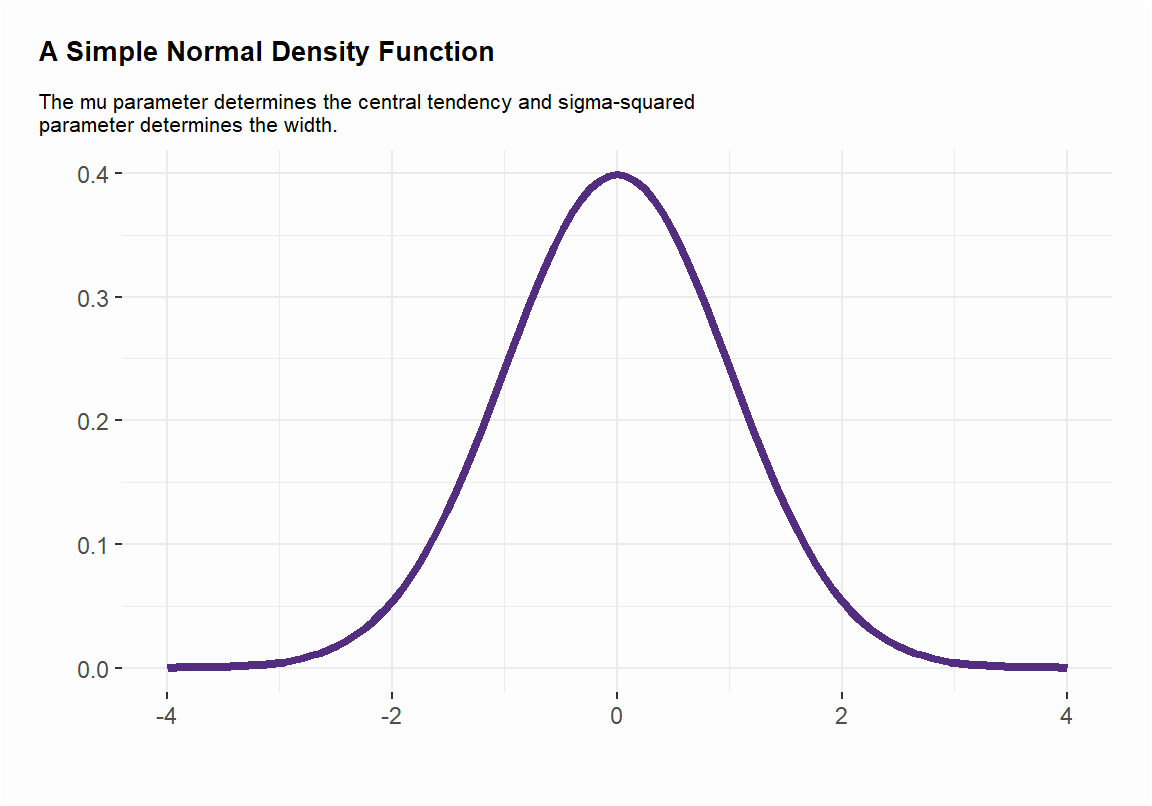 A Simple Normal Density Function
The mu parameter determines the central tendency and sigma-squared
parameter determines the width.
0.4
0.3
0.2
0.1
0.0
-4 -2 0 2 4